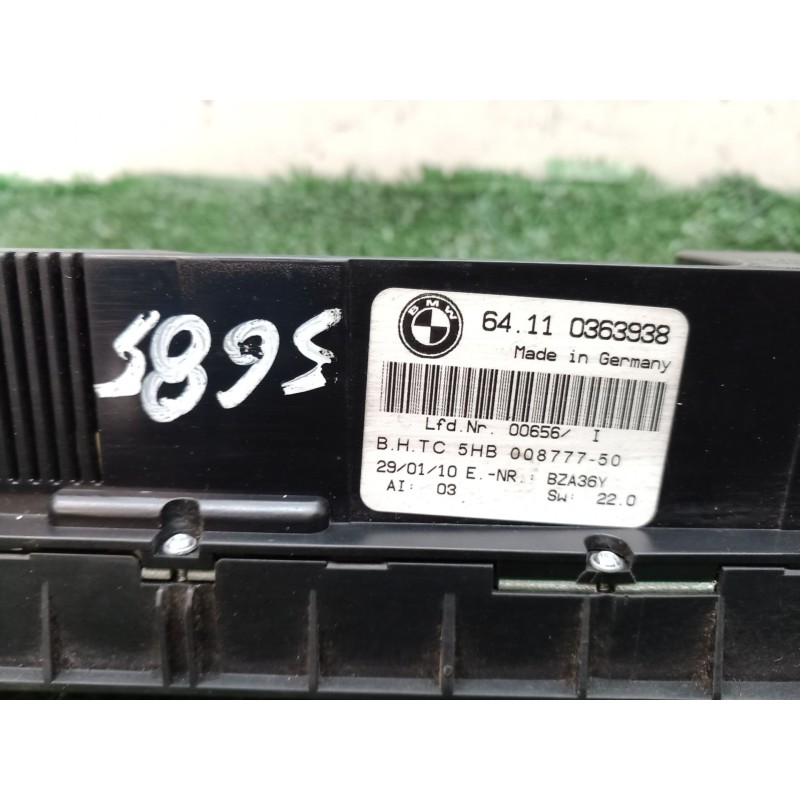 5895
BMW 64.11 0363938
Made in Germany
Lfd.Nr. 00656/ I
B.H.TC 5HB 008777-50
29/01/10 E.-NR.: BZA36Y
AI: 03 SW: 22.0